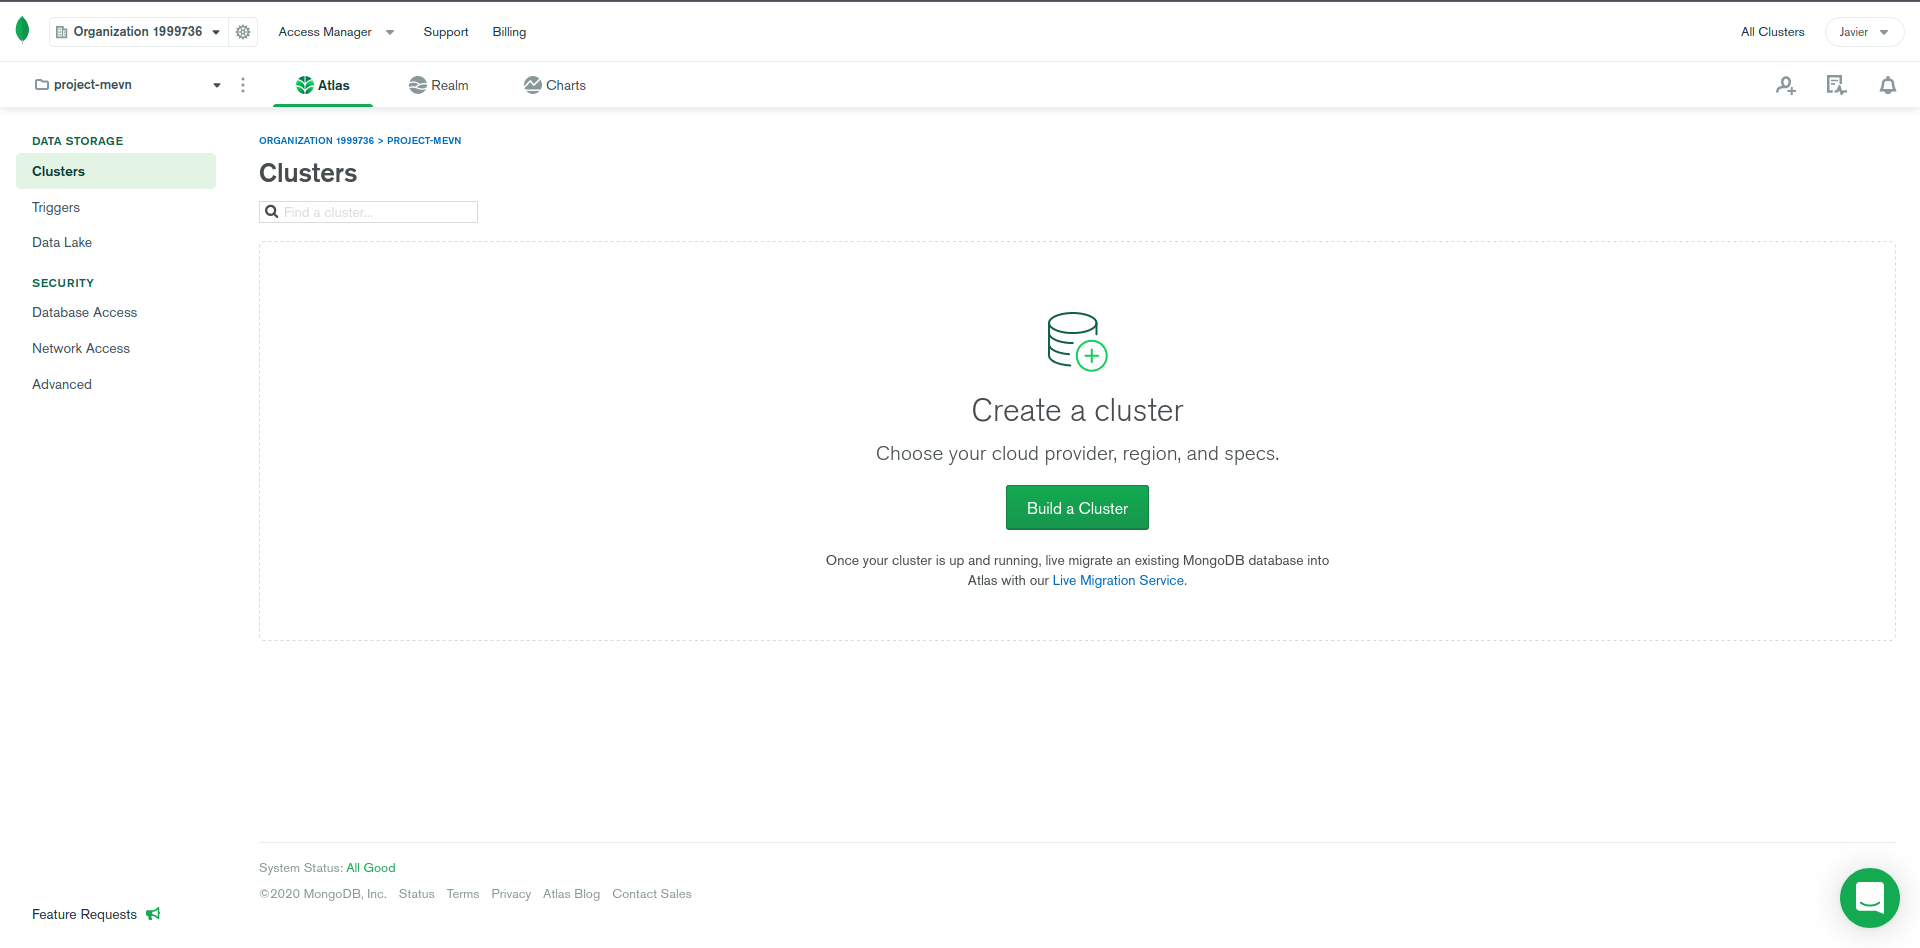 Organization 1999736
Access Manager
Support
Billing
All Clusters
Javier
project-mevn
Atlas
Realm
Charts
DATA STORAGE
Clusters
Triggers
Data Lake
SECURITY
Database Access
Network Access
Advanced
ORGANIZATION 1999736 > PROJECT-MEVN
Clusters
Find a cluster...
Create a cluster
Choose your cloud provider, region, and specs.
Build a Cluster
Once your cluster is up and running, live migrate an existing MongoDB database into
Atlas with our Live Migration Service.
System Status: All Good
©2020 MongoDB, Inc. Status Terms Privacy Atlas Blog Contact Sales
Feature Requests